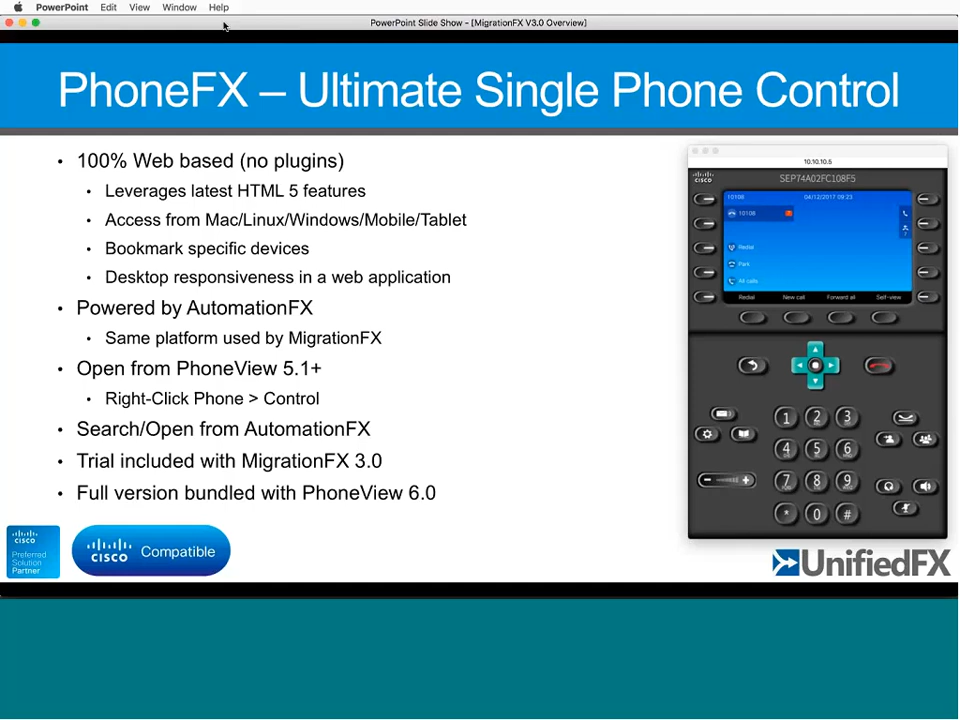 PowerPoint Edit View Window Help
PowerPoint Slide Show - [MigrationFX V3.0 Overview]
PhoneFX – Ultimate Single Phone Control
• 100% Web based (no plugins)
• Leverages latest HTML 5 features
• Access from Mac/Linux/Windows/Mobile/Tablet
• Bookmark specific devices
• Desktop responsiveness in a web application
• Powered by AutomationFX
• Same platform used by MigrationFX
• Open from PhoneView 5.1+
• Right-Click Phone > Control
• Search/Open from AutomationFX
• Trial included with MigrationFX 3.0
• Full version bundled with PhoneView 6.0
10.10.10.5
CISCO
SEP74A02FC108F5
10108 04/12/2017 09:23
10108
Redial
Park
All calls
Redial New call Forward all Self-view
1 2 3
4 5 6
7 8 9
* 0 #
CISCO
Preferred
Solution
Partner
CISCO Compatible
UnifiedFX